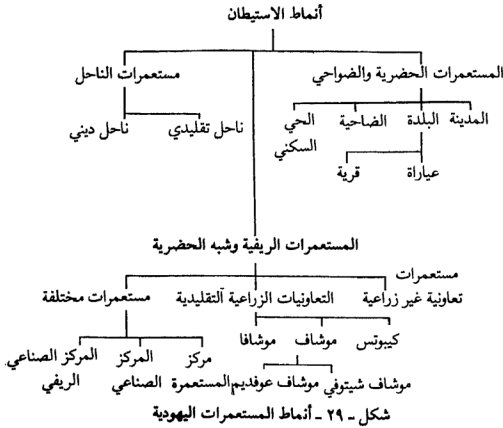 أنماط الاستيطان
المستعمرات الحضرية والضواحي
مستعمرات الناحل
المدينة البلدة الضاحية الحي
السكني
ناحل تقليدي ناحل ديني
عياراة قرية
المستعمرات الريفية وشبه الحضرية
مستعمرات
تعاونية غير زراعية التعاونيات الزراعية التقليدية مستعمرات مختلفة
كيبوتس موشاف موشافا
مركز المركز المركز الصناعي
المستعمرة الصناعي الريفي
موشاف شيتوفي موشاف عوفديم
شكل - ٢٩ - أنماط المستعمرات اليهودية